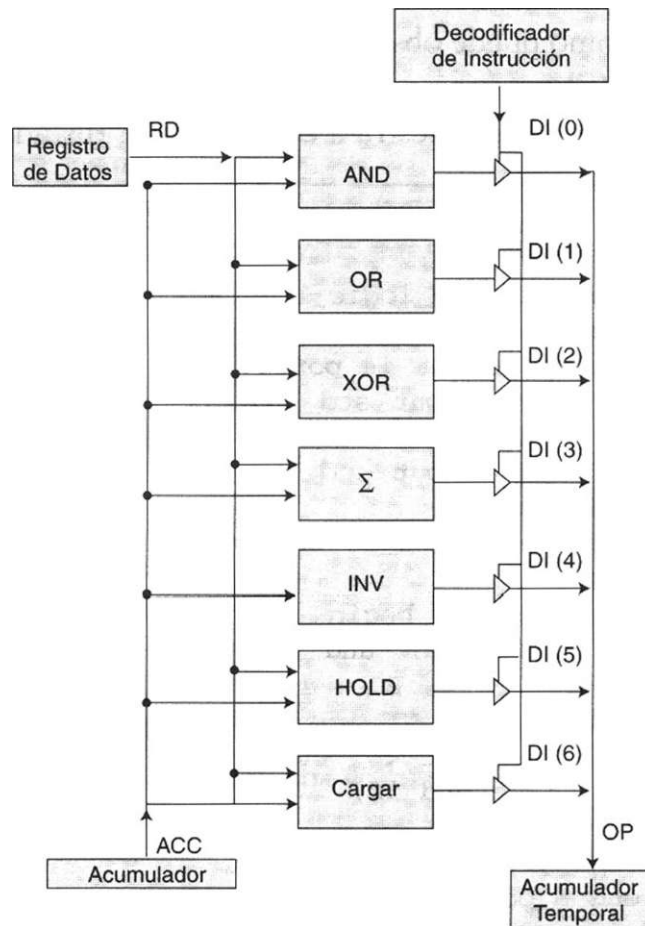 Decodificador
de Instrucción
RD
DI (0)
Registro
de Datos
AND
DI (1)
OR
DI (2)
XOR
DI (3)
Σ
DI (4)
INV
DI (5)
HOLD
DI (6)
Cargar
OP
ACC
Acumulador
Acumulador
Temporal